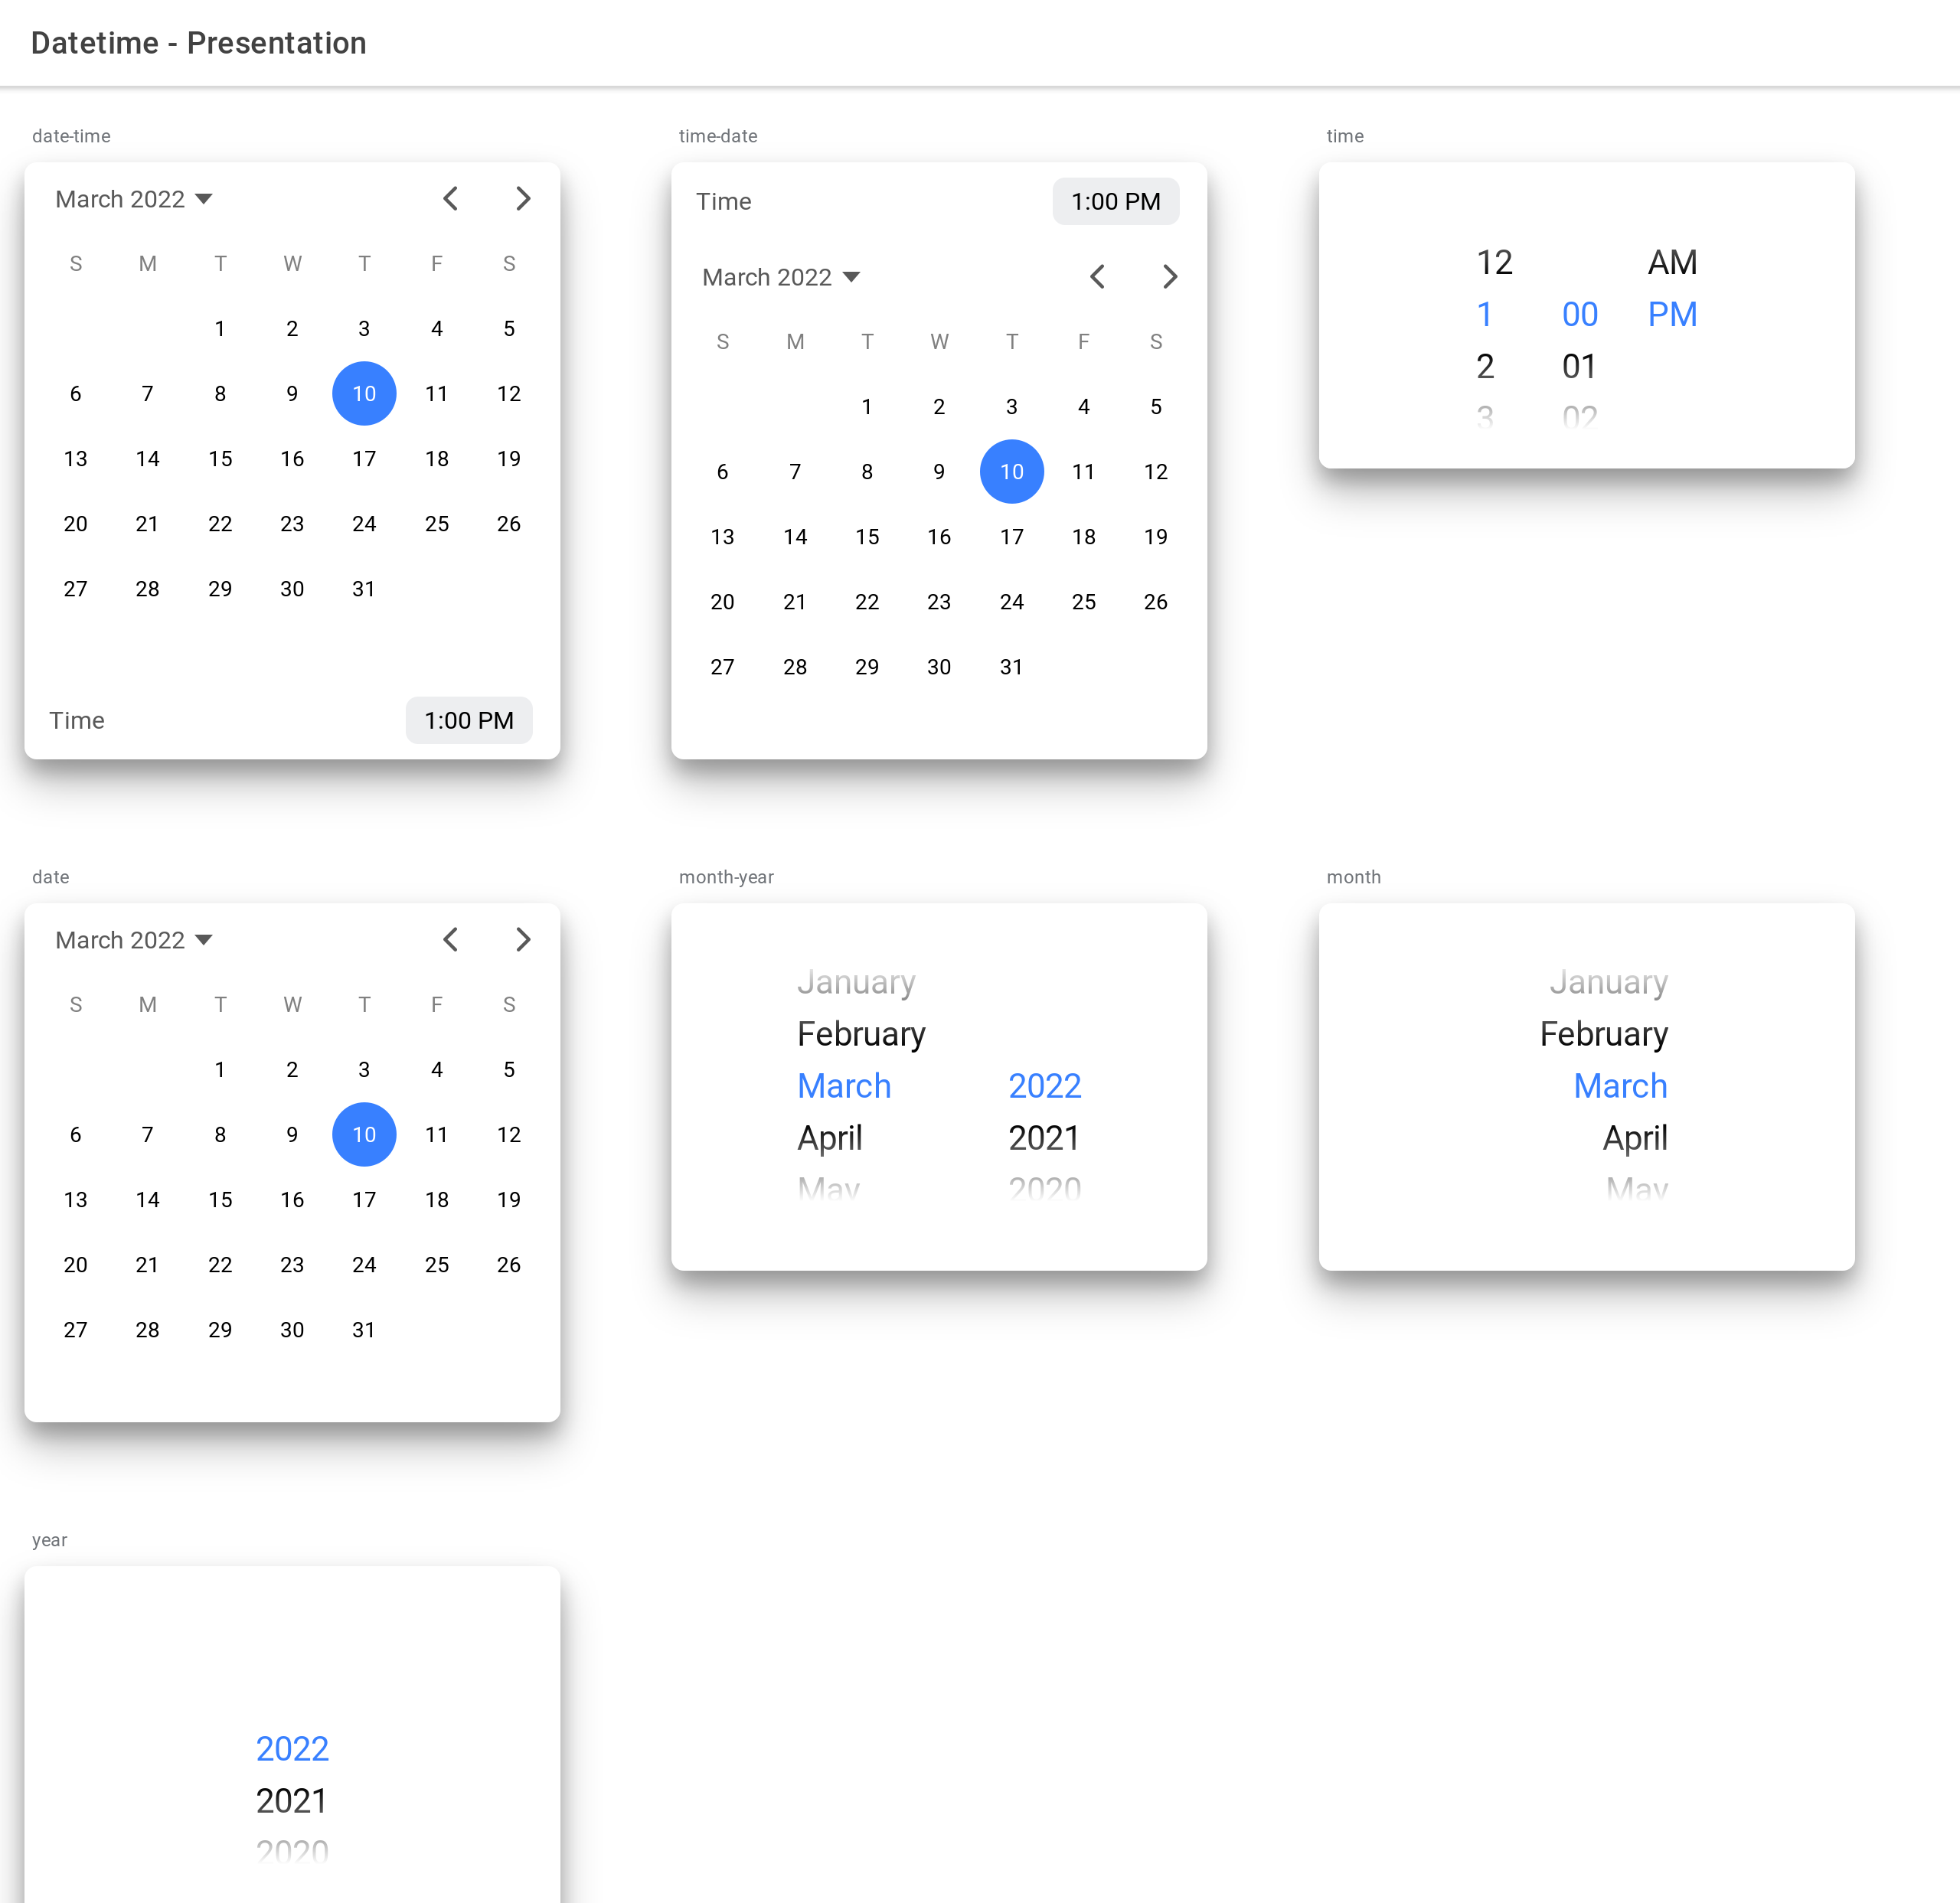 Datetime - Presentation
date-time
March 2022
S M T W T F S
1 2 3 4 5
6 7 8 9 10 11 12
13 14 15 16 17 18 19
20 21 22 23 24 25 26
27 28 29 30 31
Time 1:00 PM
time-date
Time 1:00 PM
March 2022
S M T W T F S
1 2 3 4 5
6 7 8 9 10 11 12
13 14 15 16 17 18 19
20 21 22 23 24 25 26
27 28 29 30 31
time
12 AM
1 00 PM
2 01
3 02
date
March 2022
S M T W T F S
1 2 3 4 5
6 7 8 9 10 11 12
13 14 15 16 17 18 19
20 21 22 23 24 25 26
27 28 29 30 31
month-year
January
February
March 2022
April 2021
May 2020
month
January
February
March
April
May
year
2022
2021
2020